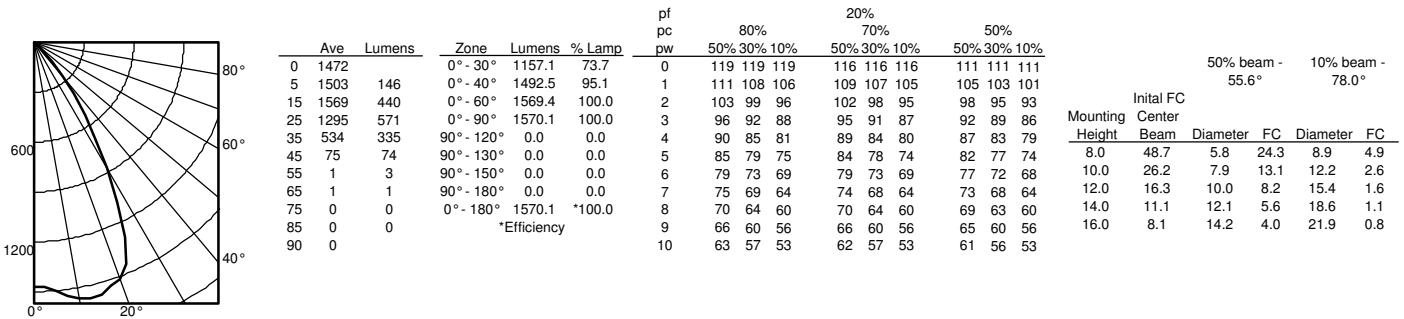 80°
60°
40°
600
1200
0° 20°
Ave Lumens
0 1472
5 1503 146
15 1569 440
25 1295 571
35 534 335
45 75 74
55 1 3
65 1 1
75 0 0
85 0 0
90 0
Zone Lumens % Lamp
0°- 30° 1157.1 73.7
0°- 40° 1492.5 95.1
0°- 60° 1569.4 100.0
0°- 90° 1570.1 100.0
90°- 120° 0.0 0.0
90°- 130° 0.0 0.0
90°- 150° 0.0 0.0
90°- 180° 0.0 0.0
0°- 180° 1570.1 *100.0
*Efficiency
pf 20%
pc 80% 70% 50%
pw 50% 30% 10% 50% 30% 10% 50% 30% 10%
0 119 119 119 116 116 116 111 111 111
1 111 108 106 109 107 105 105 103 101
2 103 99 96 102 98 95 98 95 93
3 96 92 88 95 91 87 92 89 86
4 90 85 81 89 84 80 87 83 79
5 85 79 75 84 78 74 82 77 74
6 79 73 69 79 73 69 77 72 68
7 75 69 64 74 68 64 73 68 64
8 70 64 60 70 64 60 69 63 60
9 66 60 56 66 60 56 65 60 56
10 63 57 53 62 57 53 61 56 53
50% beam - 10% beam -
55.6° 78.0°
Inital FC
Mounting Center
Height Beam Diameter FC Diameter FC
8.0 48.7 5.8 24.3 8.9 4.9
10.0 26.2 7.9 13.1 12.2 2.6
12.0 16.3 10.0 8.2 15.4 1.6
14.0 11.1 12.1 5.6 18.6 1.1
16.0 8.1 14.2 4.0 21.9 0.8